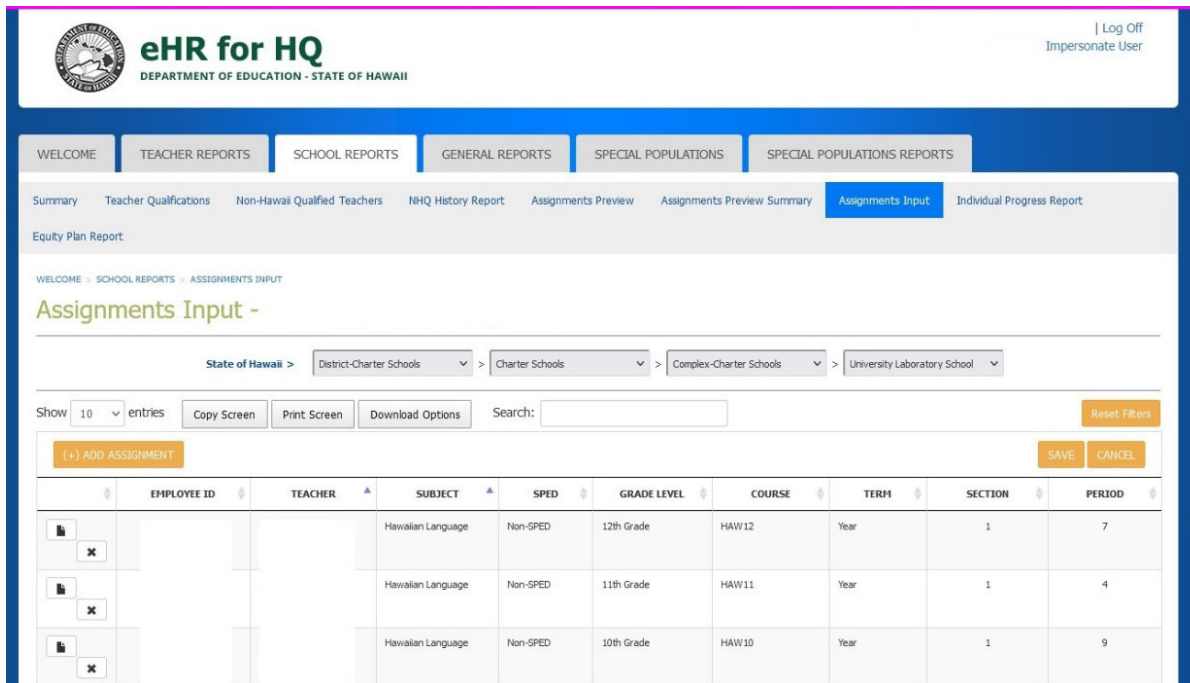 | Log Off
eHR for HQ
Impersonate User
DEPARTMENT OF EDUCATION - STATE OF HAWAII
WELCOME TEACHER REPORTS SCHOOL REPORTS GENERAL REPORTS SPECIAL POPULATIONS SPECIAL POPULATIONS REPORTS
Summary Teacher Qualifications Non-Hawaii Qualified Teachers NHQ History Report Assignments Preview Assignments Preview Summary Assignments Input Individual Progress Report
Equity Plan Report
WELCOME > SCHOOL REPORTS > ASSIGNMENTS INPUT
Assignments Input -
State of Hawaii > District-Charter Schools > Charter Schools > Complex-Charter Schools > University Laboratory School
Show 10 entries Copy Screen Print Screen Download Options Search: Reset Filters
(+) ADD ASSIGNMENT SAVE CANCEL
EMPLOYEE ID TEACHER SUBJECT SPED GRADE LEVEL COURSE TERM SECTION PERIOD
Hawaiian Language Non-SPED 12th Grade HAW12 Year 1 7
Hawaiian Language Non-SPED 11th Grade HAW11 Year 1 4
Hawaiian Language Non-SPED 10th Grade HAW10 Year 1 9